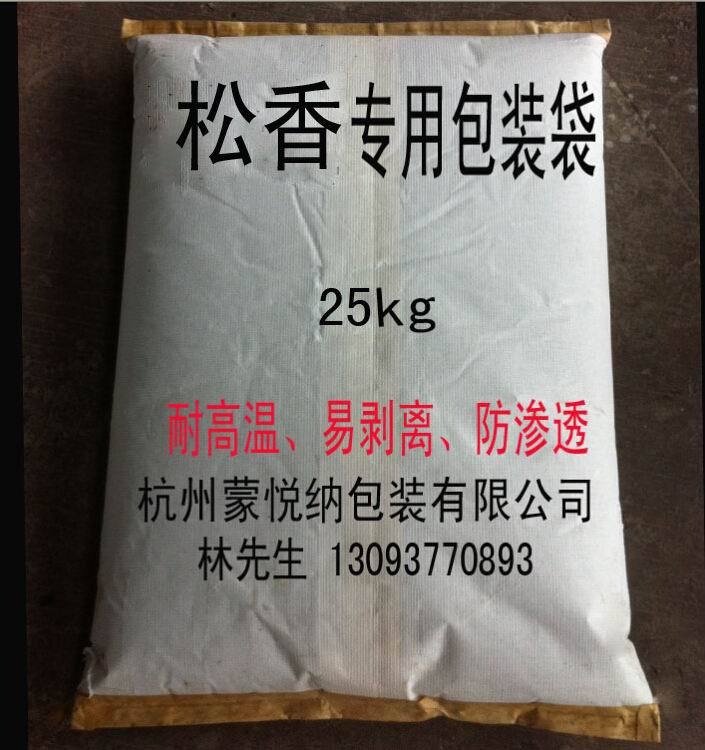 松香专用包装袋
25kg
耐高温、易剥离、防渗透
杭州蒙悦纳包装有限公司
林先生 13093770893